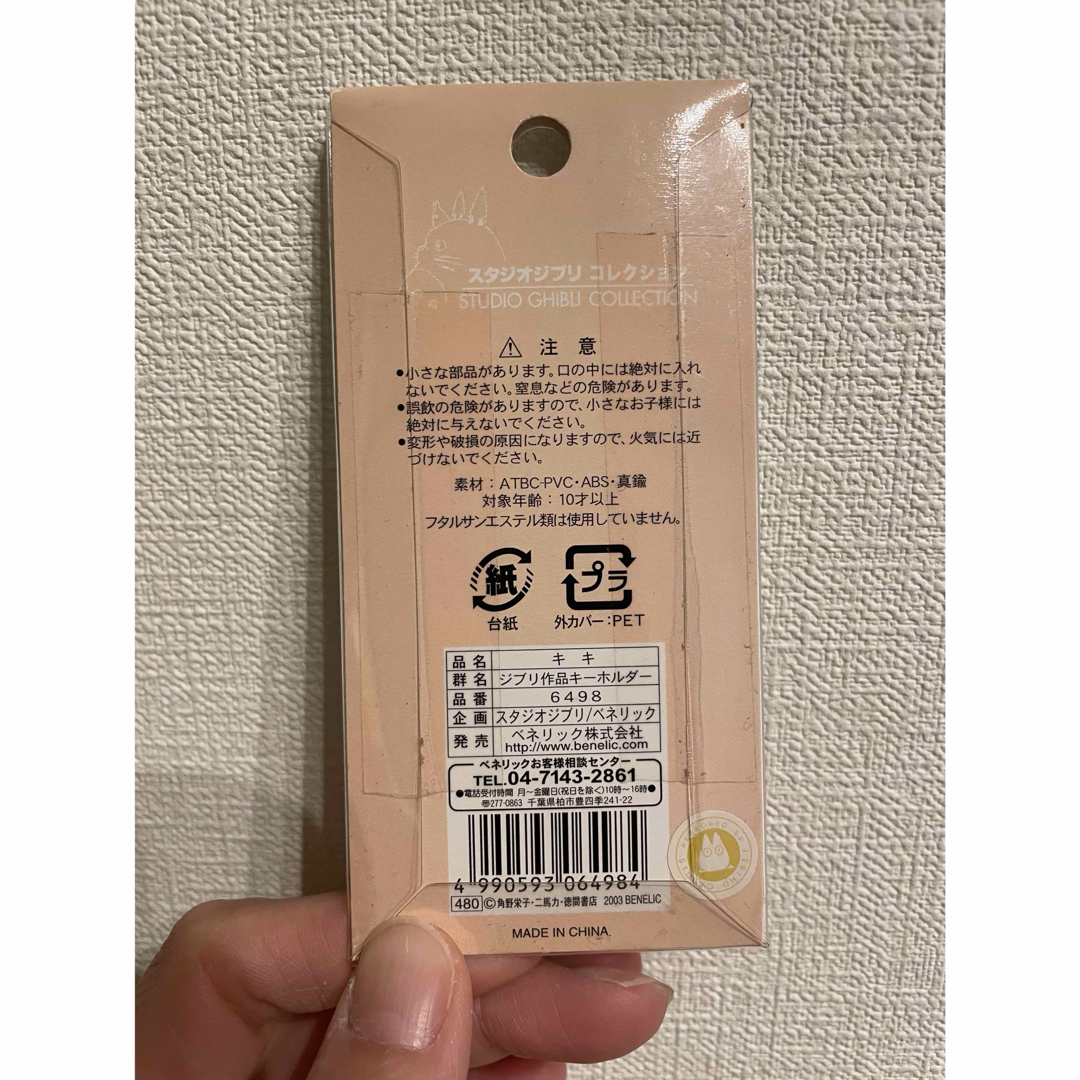 スタジオジブリ コレクション
STUDIO GHIBLI COLLECTION
注 意
●小さな部品があります。口の中には絶対に入れ
ないでください。窒息などの危険があります。
●誤飲の危険がありますので、小さなお子様には
絶対に与えないでください。
●変形や破損の原因になりますので、火気には近
づけないでください。
素材：ATBC-PVC・ABS・真鍮
対象年齢：10才以上
フタルサンエステル類は使用していません。
紙 プラ
台紙 外カバー：PET
品名 キキ
群名 ジブリ作品キーホルダー
品番 6498
企画 スタジオジブリ/ベネリック
発売 ベネリック株式会社
http://www.benelic.com
ベネリックお客様相談センター
TEL.04-7143-2861
●電話受付時間 月〜金曜日(祝日を除く)10時〜16時●
〠277-0863 千葉県柏市豊四季241-22
4 990593 064984
480 ©角野栄子・二馬力・徳間書店 2003 BENELIC
MADE IN CHINA.